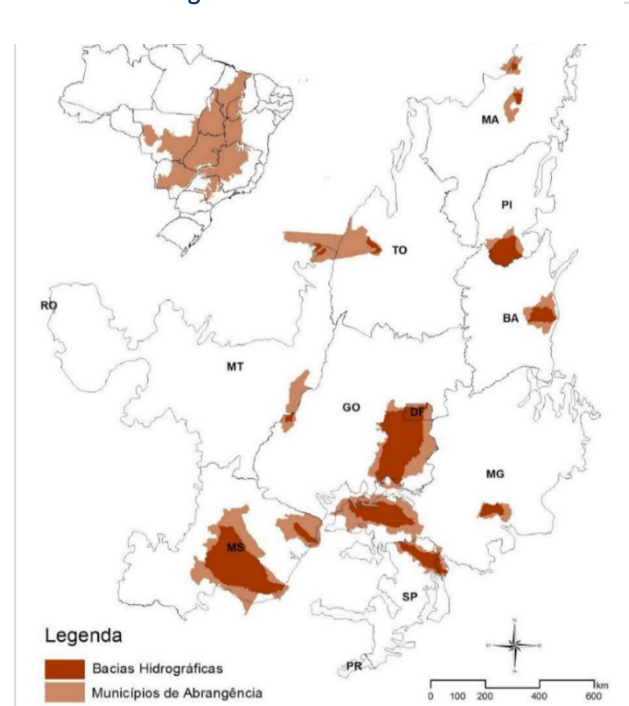 MA
PI
TO
RO
BA
MT
GO
DF
MG
MS
SP
Legenda
Bacias Hidrográficas
Municípios de Abrangência
PR
km
0 100 200 400 600